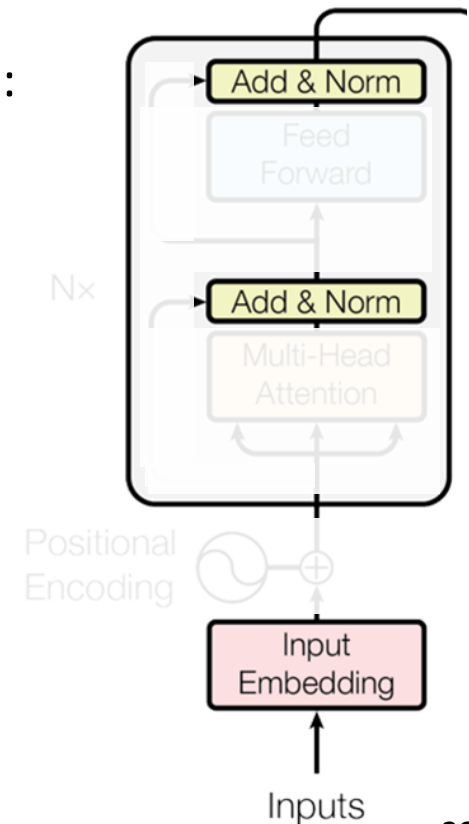 :
Add & Norm
Feed
Forward
Nx
Add & Norm
Multi-Head
Attention
Positional
Encoding
Input
Embedding
Inputs